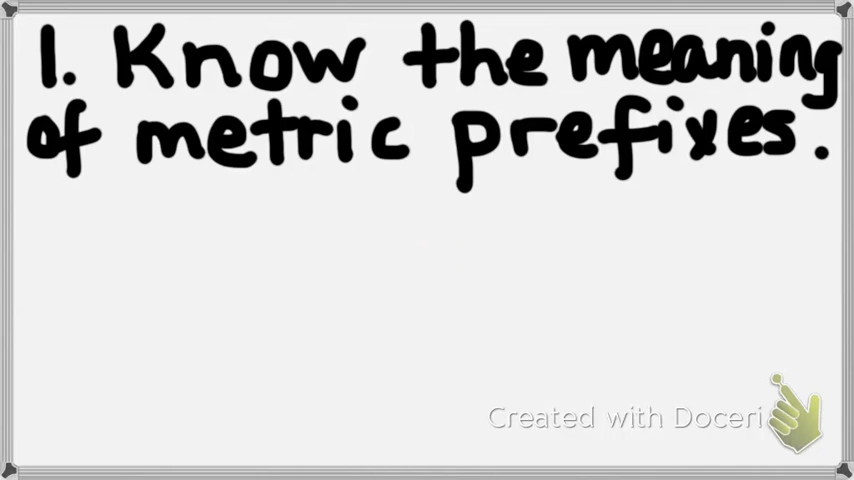 1. Know the meaning
of metric prefixes.
Created with Doceri